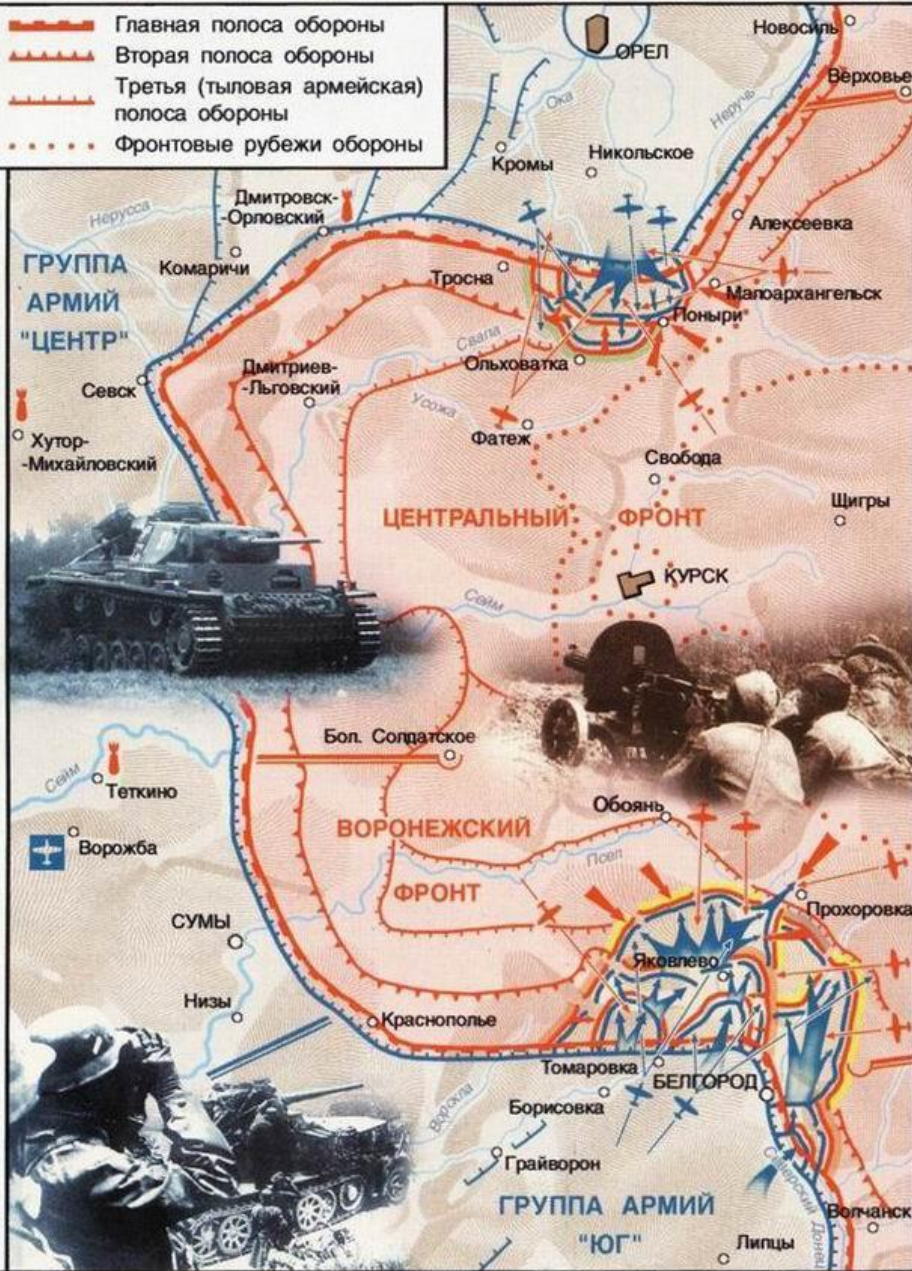 Главная полоса обороны
Вторая полоса обороны
Третья (тыловая армейская)
полоса обороны
Фронтовые рубежи обороны
Новосиль
ОРЕЛ
Верховье
Ока
Неручь
Кромы
Никольское
Дмитровск-
-Орловский
Нерусса
Алексеевка
Комаричи
ГРУППА
АРМИЙ
"ЦЕНТР"
Тросна
Малоархангельск
Поныри
Свапа
Ольховатка
Севск
Дмитриев-
-Льговский
Усожа
Фатеж
Хутор-
-Михайловский
Свобода
Щигры
ЦЕНТРАЛЬНЫЙ ФРОНТ
КУРСК
Сейм
Бол. Солдатское
Сейм
Теткино
Обоянь
Ворожба
ВОРОНЕЖСКИЙ
ФРОНТ
Псел
Прохоровка
СУМЫ
Яковлево
Низы
Краснополье
Томаровка
БЕЛГОРОД
Борисовка
Ворскла
Грайворон
Северский Донец
ГРУППА АРМИЙ
"ЮГ"
Волчанск
Липцы